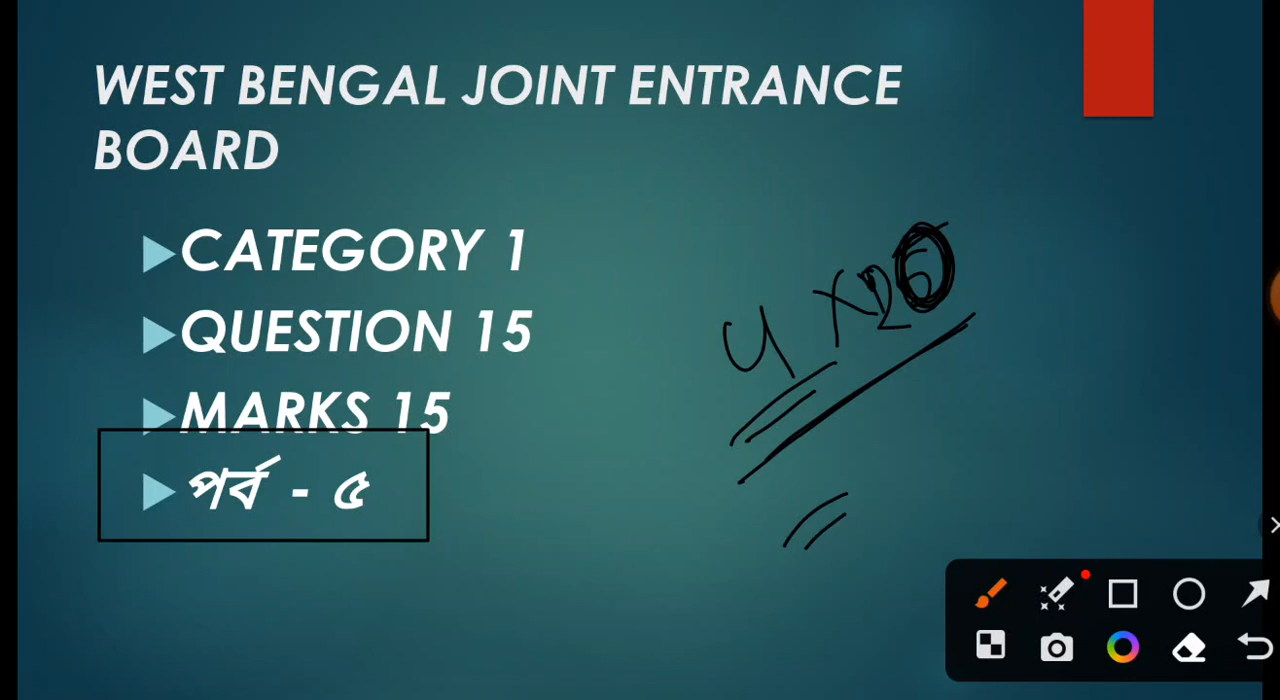 WEST BENGAL JOINT ENTRANCE
BOARD
CATEGORY 1
QUESTION 15
MARKS 15
পর্ব - ৫